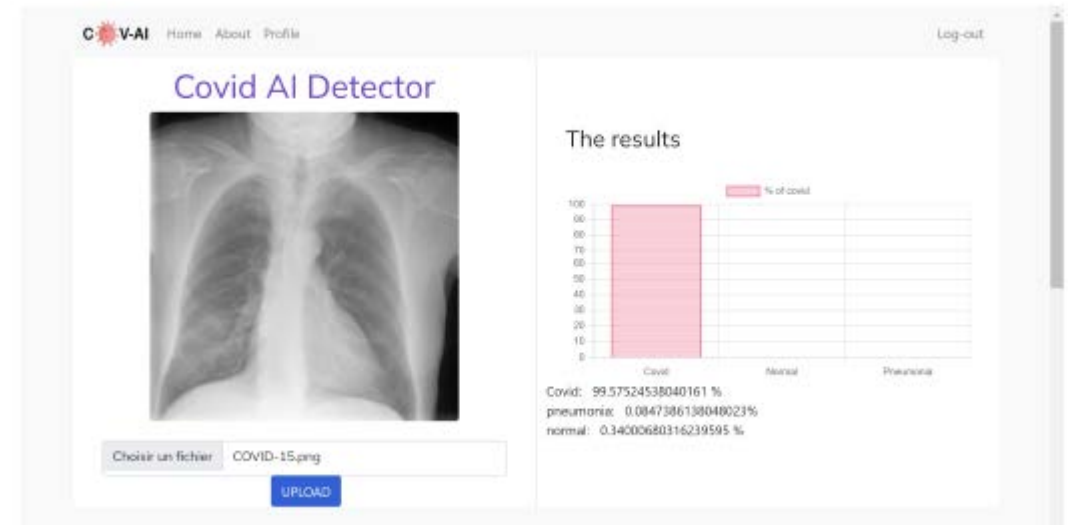 C V-AI Home About Profile Log-out
Covid AI Detector
Choisir un fichier COVID-15.png
UPLOAD
The results
% of covid
100
90
80
70
60
50
40
30
20
10
0
Covid Normal Pneumonia
Covid: 99.57524538040161 %
pneumonia: 0.0847386138048023%
normal: 0.34000680316239595 %